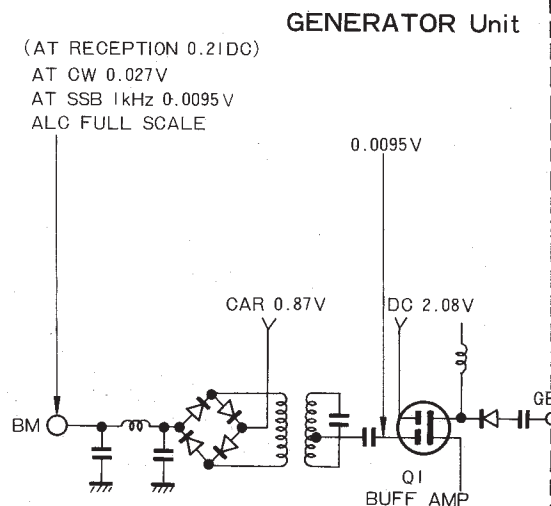 GENERATOR Unit
(AT RECEPTION 0.21DC)
AT CW 0.027V
AT SSB 1kHz 0.0095V
ALC FULL SCALE
0.0095V
CAR 0.87V
DC 2.08V
GE
BM
Q1
BUFF AMP